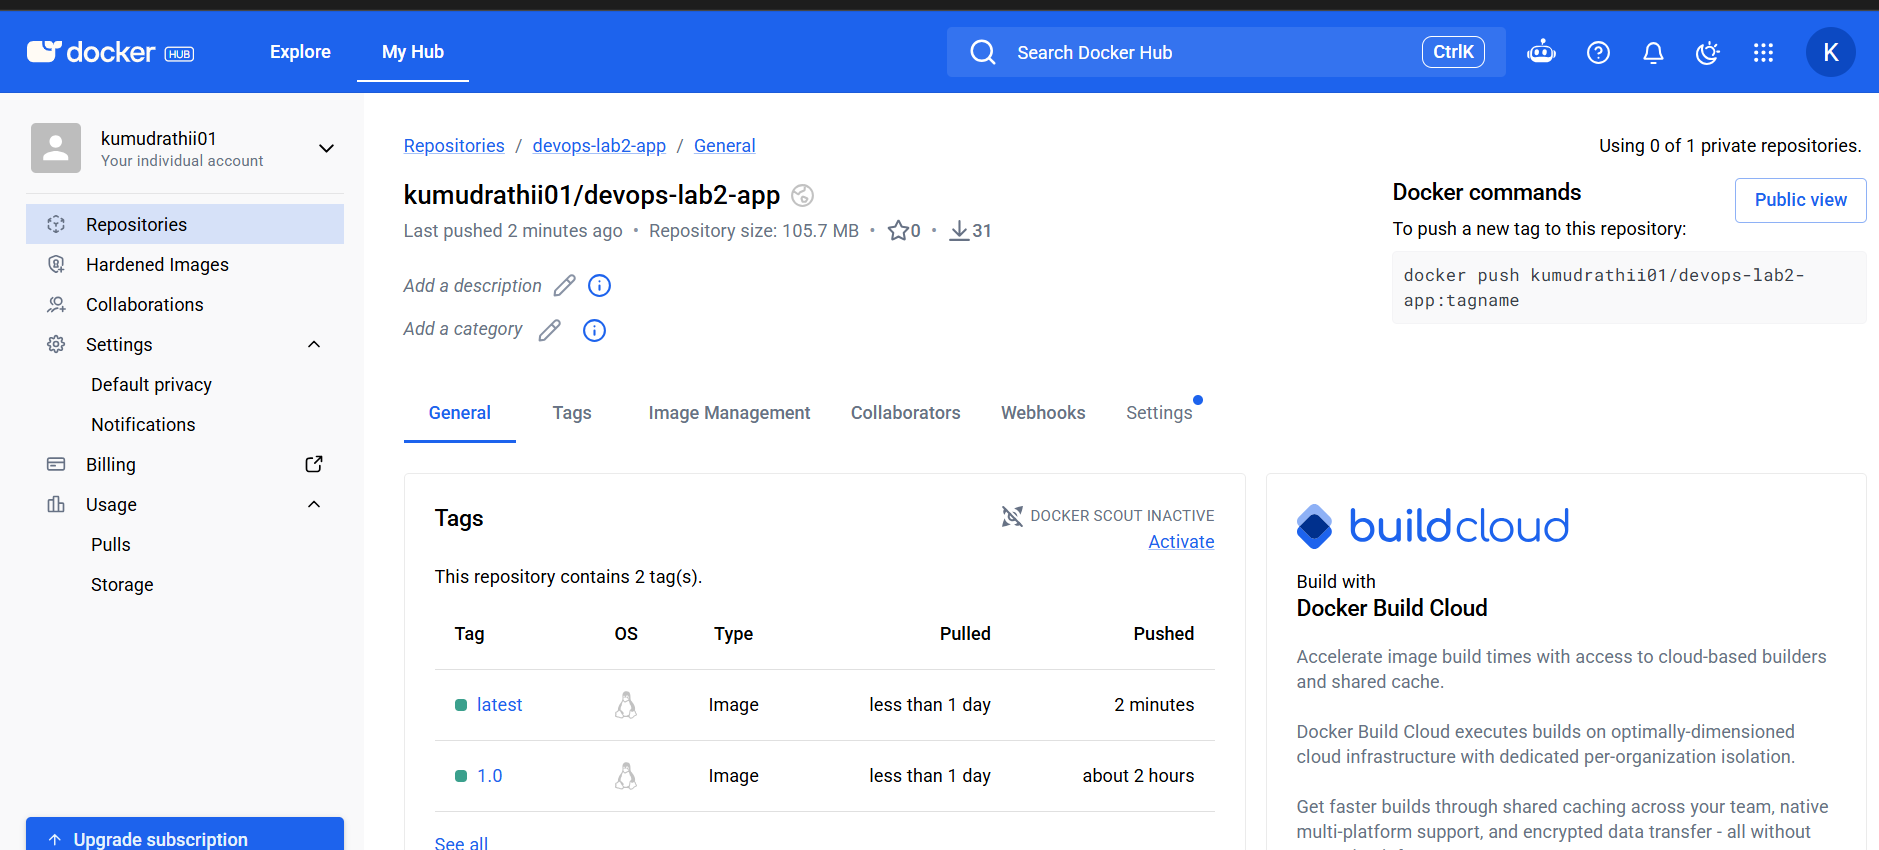 docker HUB
Explore
My Hub
Search Docker Hub
CtrlK
K
kumudrathii01
Your individual account
Repositories
Hardened Images
Collaborations
Settings
Default privacy
Notifications
Billing
Usage
Pulls
Storage
Upgrade subscription
Repositories / devops-lab2-app / General
Using 0 of 1 private repositories.
kumudrathii01/devops-lab2-app
Last pushed 2 minutes ago • Repository size: 105.7 MB • 0 • 31
Add a description
Add a category
Docker commands
Public view
To push a new tag to this repository:
docker push kumudrathii01/devops-lab2-
app:tagname
General
Tags
Image Management
Collaborators
Webhooks
Settings
Tags
DOCKER SCOUT INACTIVE
Activate
This repository contains 2 tag(s).
Tag OS Type Pulled Pushed
latest Image less than 1 day 2 minutes
1.0 Image less than 1 day about 2 hours
See all
buildcloud
Build with
Docker Build Cloud
Accelerate image build times with access to cloud-based builders
and shared cache.
Docker Build Cloud executes builds on optimally-dimensioned
cloud infrastructure with dedicated per-organization isolation.
Get faster builds through shared caching across your team, native
multi-platform support, and encrypted data transfer - all without